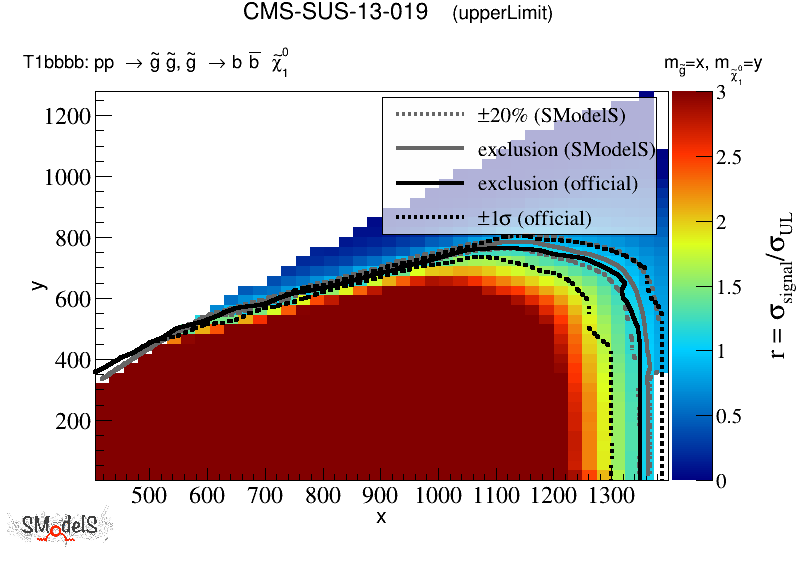 CMS-SUS-13-019 (upperLimit)
T1bbbb: pp → g̃ g̃, g̃ → b b̅ χ̃₁⁰
m_g̃=x, m_χ̃₁⁰=y
±20% (SModelS)
exclusion (SModelS)
exclusion (official)
±1σ (official)
1200
1000
800
600
400
200
y
500 600 700 800 900 1000 1100 1200 1300
x
3
2.5
2
1.5
1
0.5
0
r = σ_signal/σ_UL
SModelS